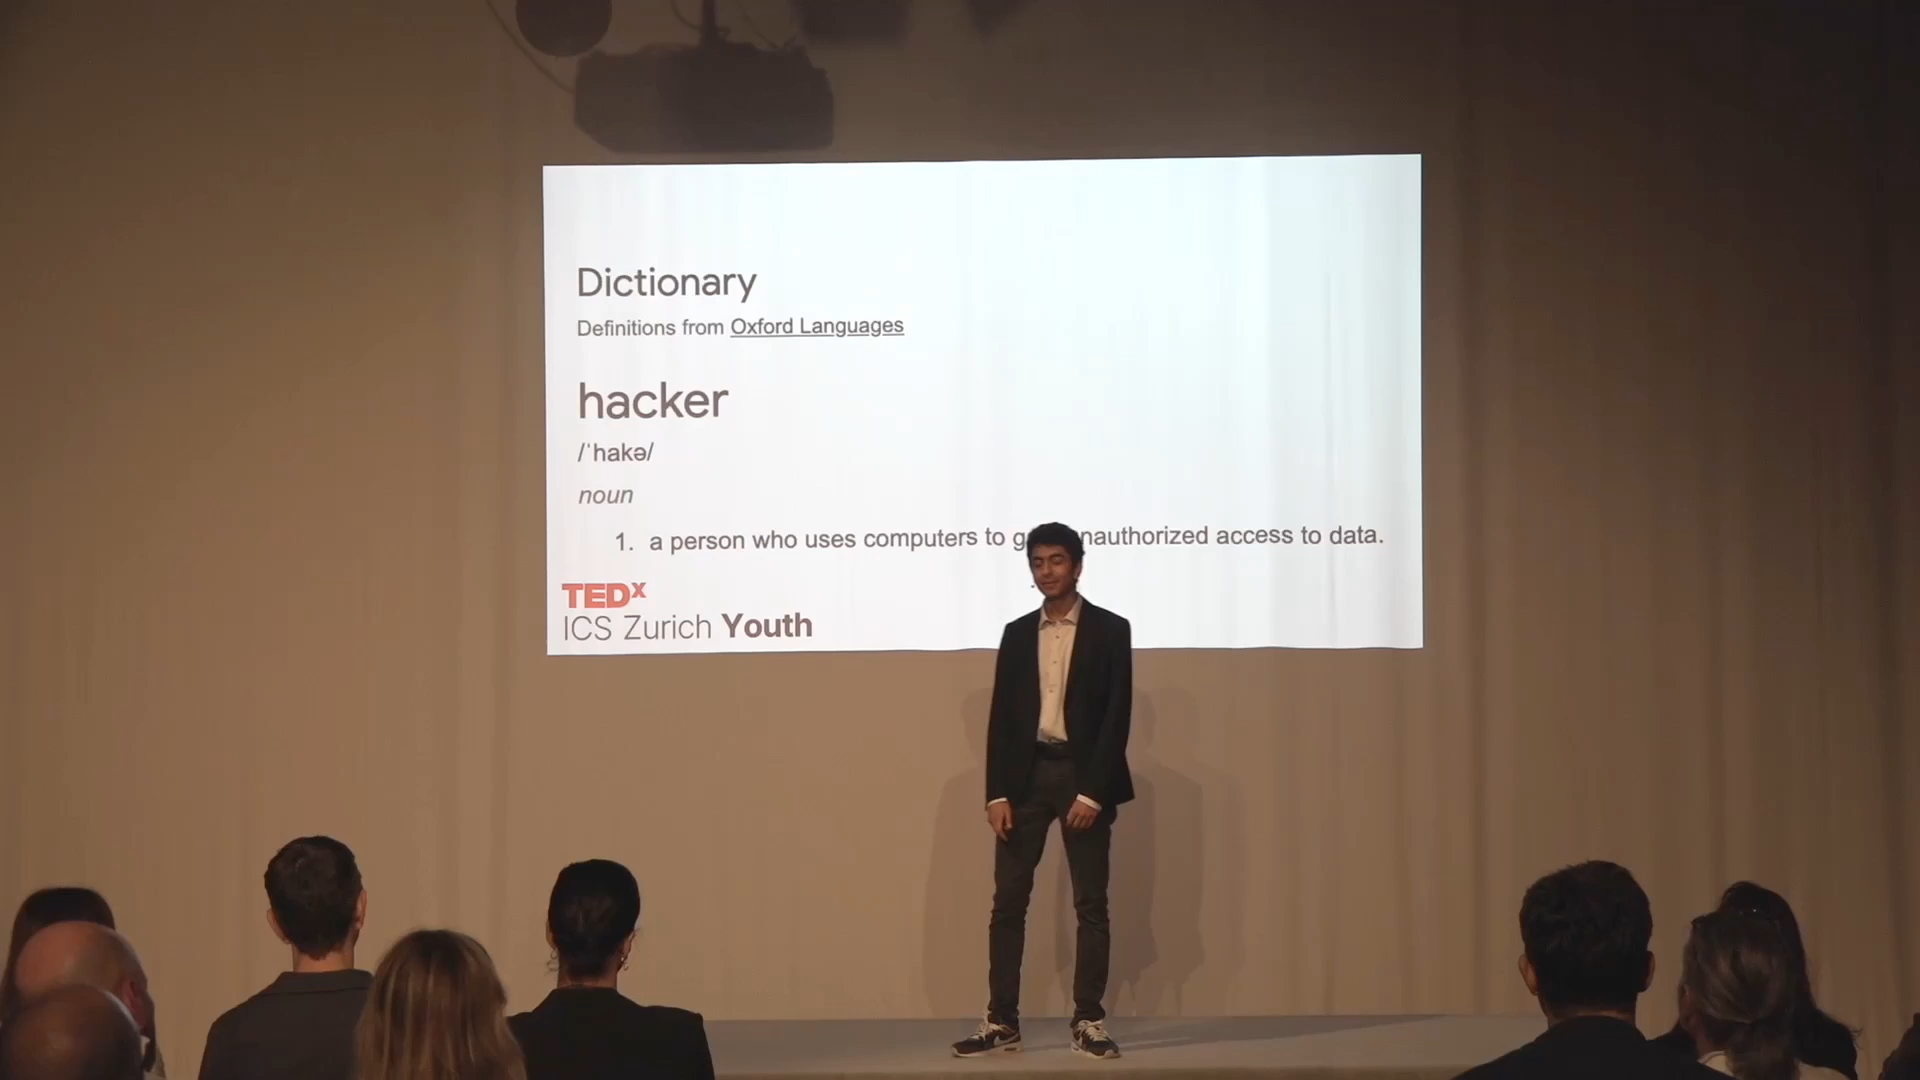 Dictionary
Definitions from Oxford Languages
hacker
/ˈhakə/
noun
1. a person who uses computers to unauthorized access to data.
TEDx
ICS Zurich Youth